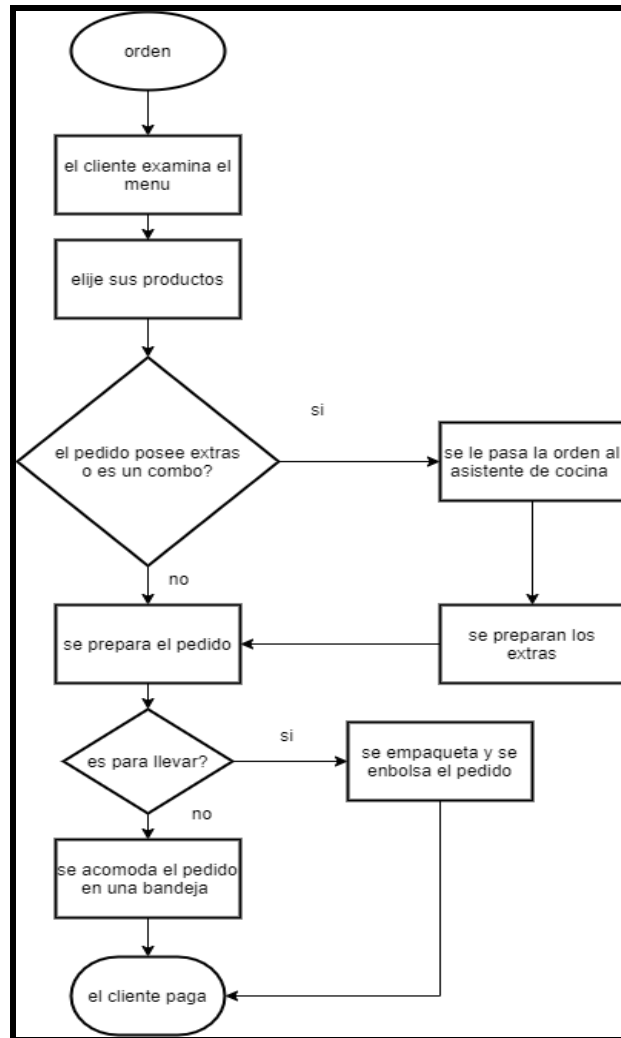 orden
el cliente examina el
menu
elije sus productos
si
el pedido posee extras
o es un combo?
se le pasa la orden al
asistente de cocina
no
se prepara el pedido
se preparan los
extras
si
es para llevar?
se empaqueta y se
enbolsa el pedido
no
se acomoda el pedido
en una bandeja
el cliente paga